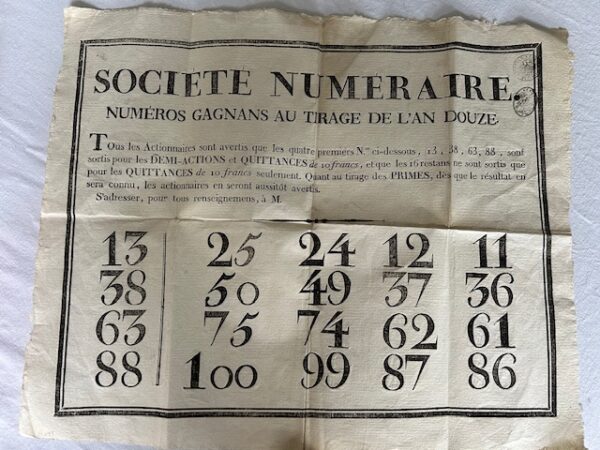 SOCIETE NUMERAIRE.
NUMÉROS GAGNANS AU TIRAGE DE L'AN DOUZE.
Tous les Actionnaires sont avertis que les quatre premiers N.os ci-dessous, 13, 38, 63, 88, sont
sortis pour les DEMI-ACTIONS et QUITTANCES de 10 francs, et que les 16 restans ne sont sortis que
pour les QUITTANCES de 10 francs seulement. Quant au tirage des PRIMES, dès que le résultat en
sera connu, les actionnaires en seront aussitôt avertis.
S'adresser, pour tous renseignemens, à M.
13 25 24 12 11
38 50 49 37 36
63 75 74 62 61
88 100 99 87 86